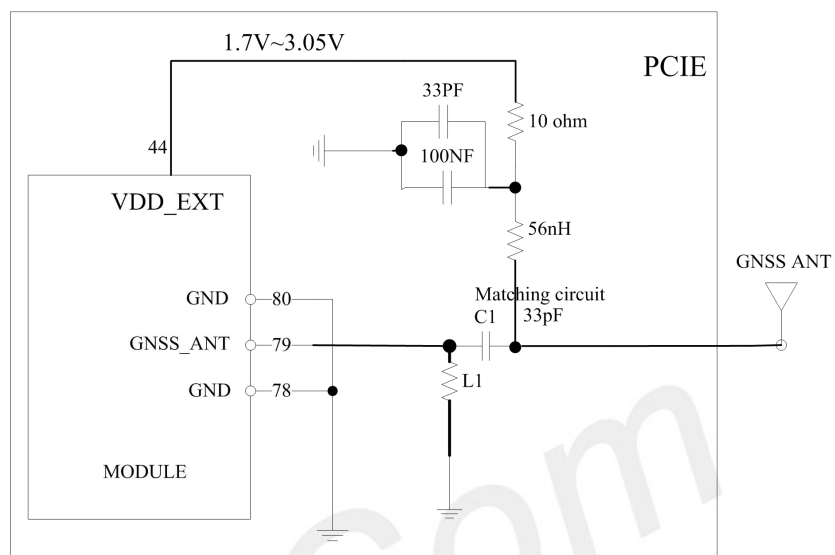 1.7V~3.05V
PCIE
33PF
10 ohm
44
100NF
VDD_EXT
56nH
GNSS ANT
GND
80
Matching circuit
C1
33pF
GNSS_ANT
79
GND
78
L1
MODULE
Com